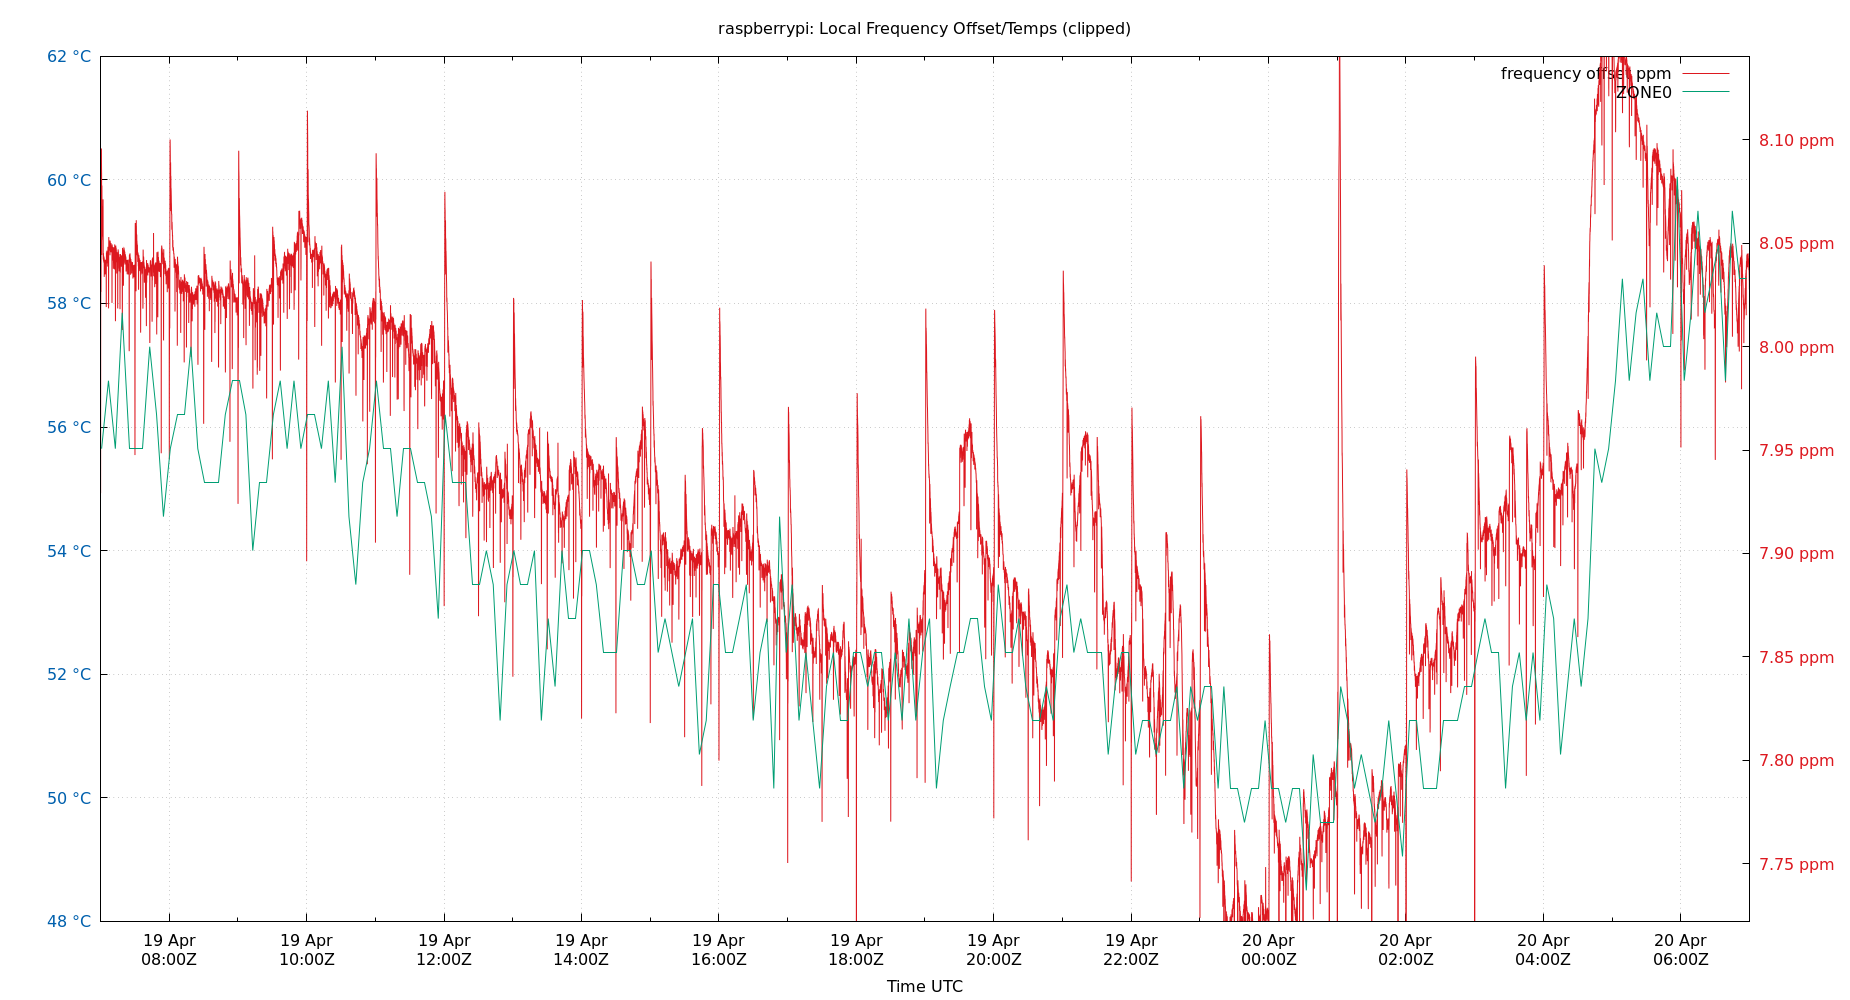 raspberrypi: Local Frequency Offset/Temps (clipped)
62 °C
60 °C
58 °C
56 °C
54 °C
52 °C
50 °C
48 °C
frequency offset ppm
ZONE0
8.10 ppm
8.05 ppm
8.00 ppm
7.95 ppm
7.90 ppm
7.85 ppm
7.80 ppm
7.75 ppm
19 Apr
08:00Z
19 Apr
10:00Z
19 Apr
12:00Z
19 Apr
14:00Z
19 Apr
16:00Z
19 Apr
18:00Z
19 Apr
20:00Z
19 Apr
22:00Z
20 Apr
00:00Z
20 Apr
02:00Z
20 Apr
04:00Z
20 Apr
06:00Z
Time UTC